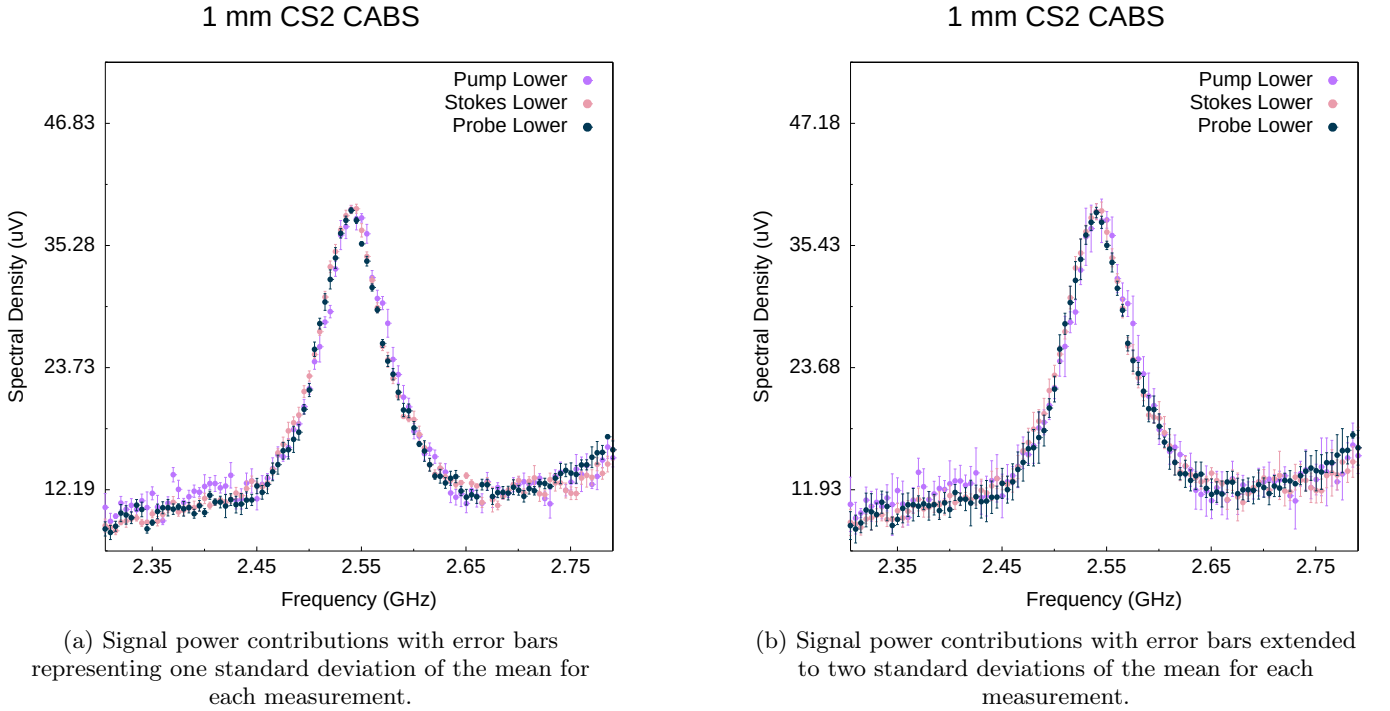 1 mm CS2 CABS
Pump Lower
Stokes Lower
Probe Lower
46.83
35.28
23.73
12.19
Spectral Density (uV)
2.35 2.45 2.55 2.65 2.75
Frequency (GHz)
(a) Signal power contributions with error bars
representing one standard deviation of the mean for
each measurement.
1 mm CS2 CABS
Pump Lower
Stokes Lower
Probe Lower
47.18
35.43
23.68
11.93
Spectral Density (uV)
2.35 2.45 2.55 2.65 2.75
Frequency (GHz)
(b) Signal power contributions with error bars extended
to two standard deviations of the mean for each
measurement.